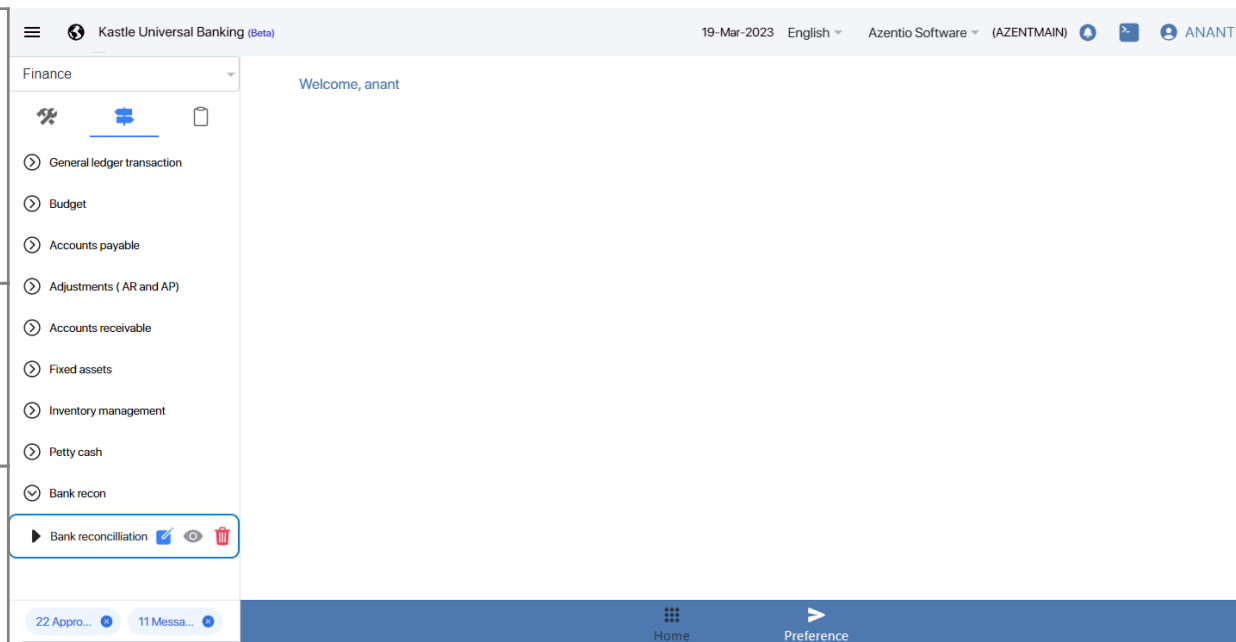 Kastle Universal Banking (Beta)
19-Mar-2023 English Azentio Software (AZENTMAIN) ANANT
Finance
Welcome, anant
General ledger transaction
Budget
Accounts payable
Adjustments ( AR and AP)
Accounts receivable
Fixed assets
Inventory management
Petty cash
Bank recon
Bank reconcilliation
22 Appro... 11 Messa...
Home Preference